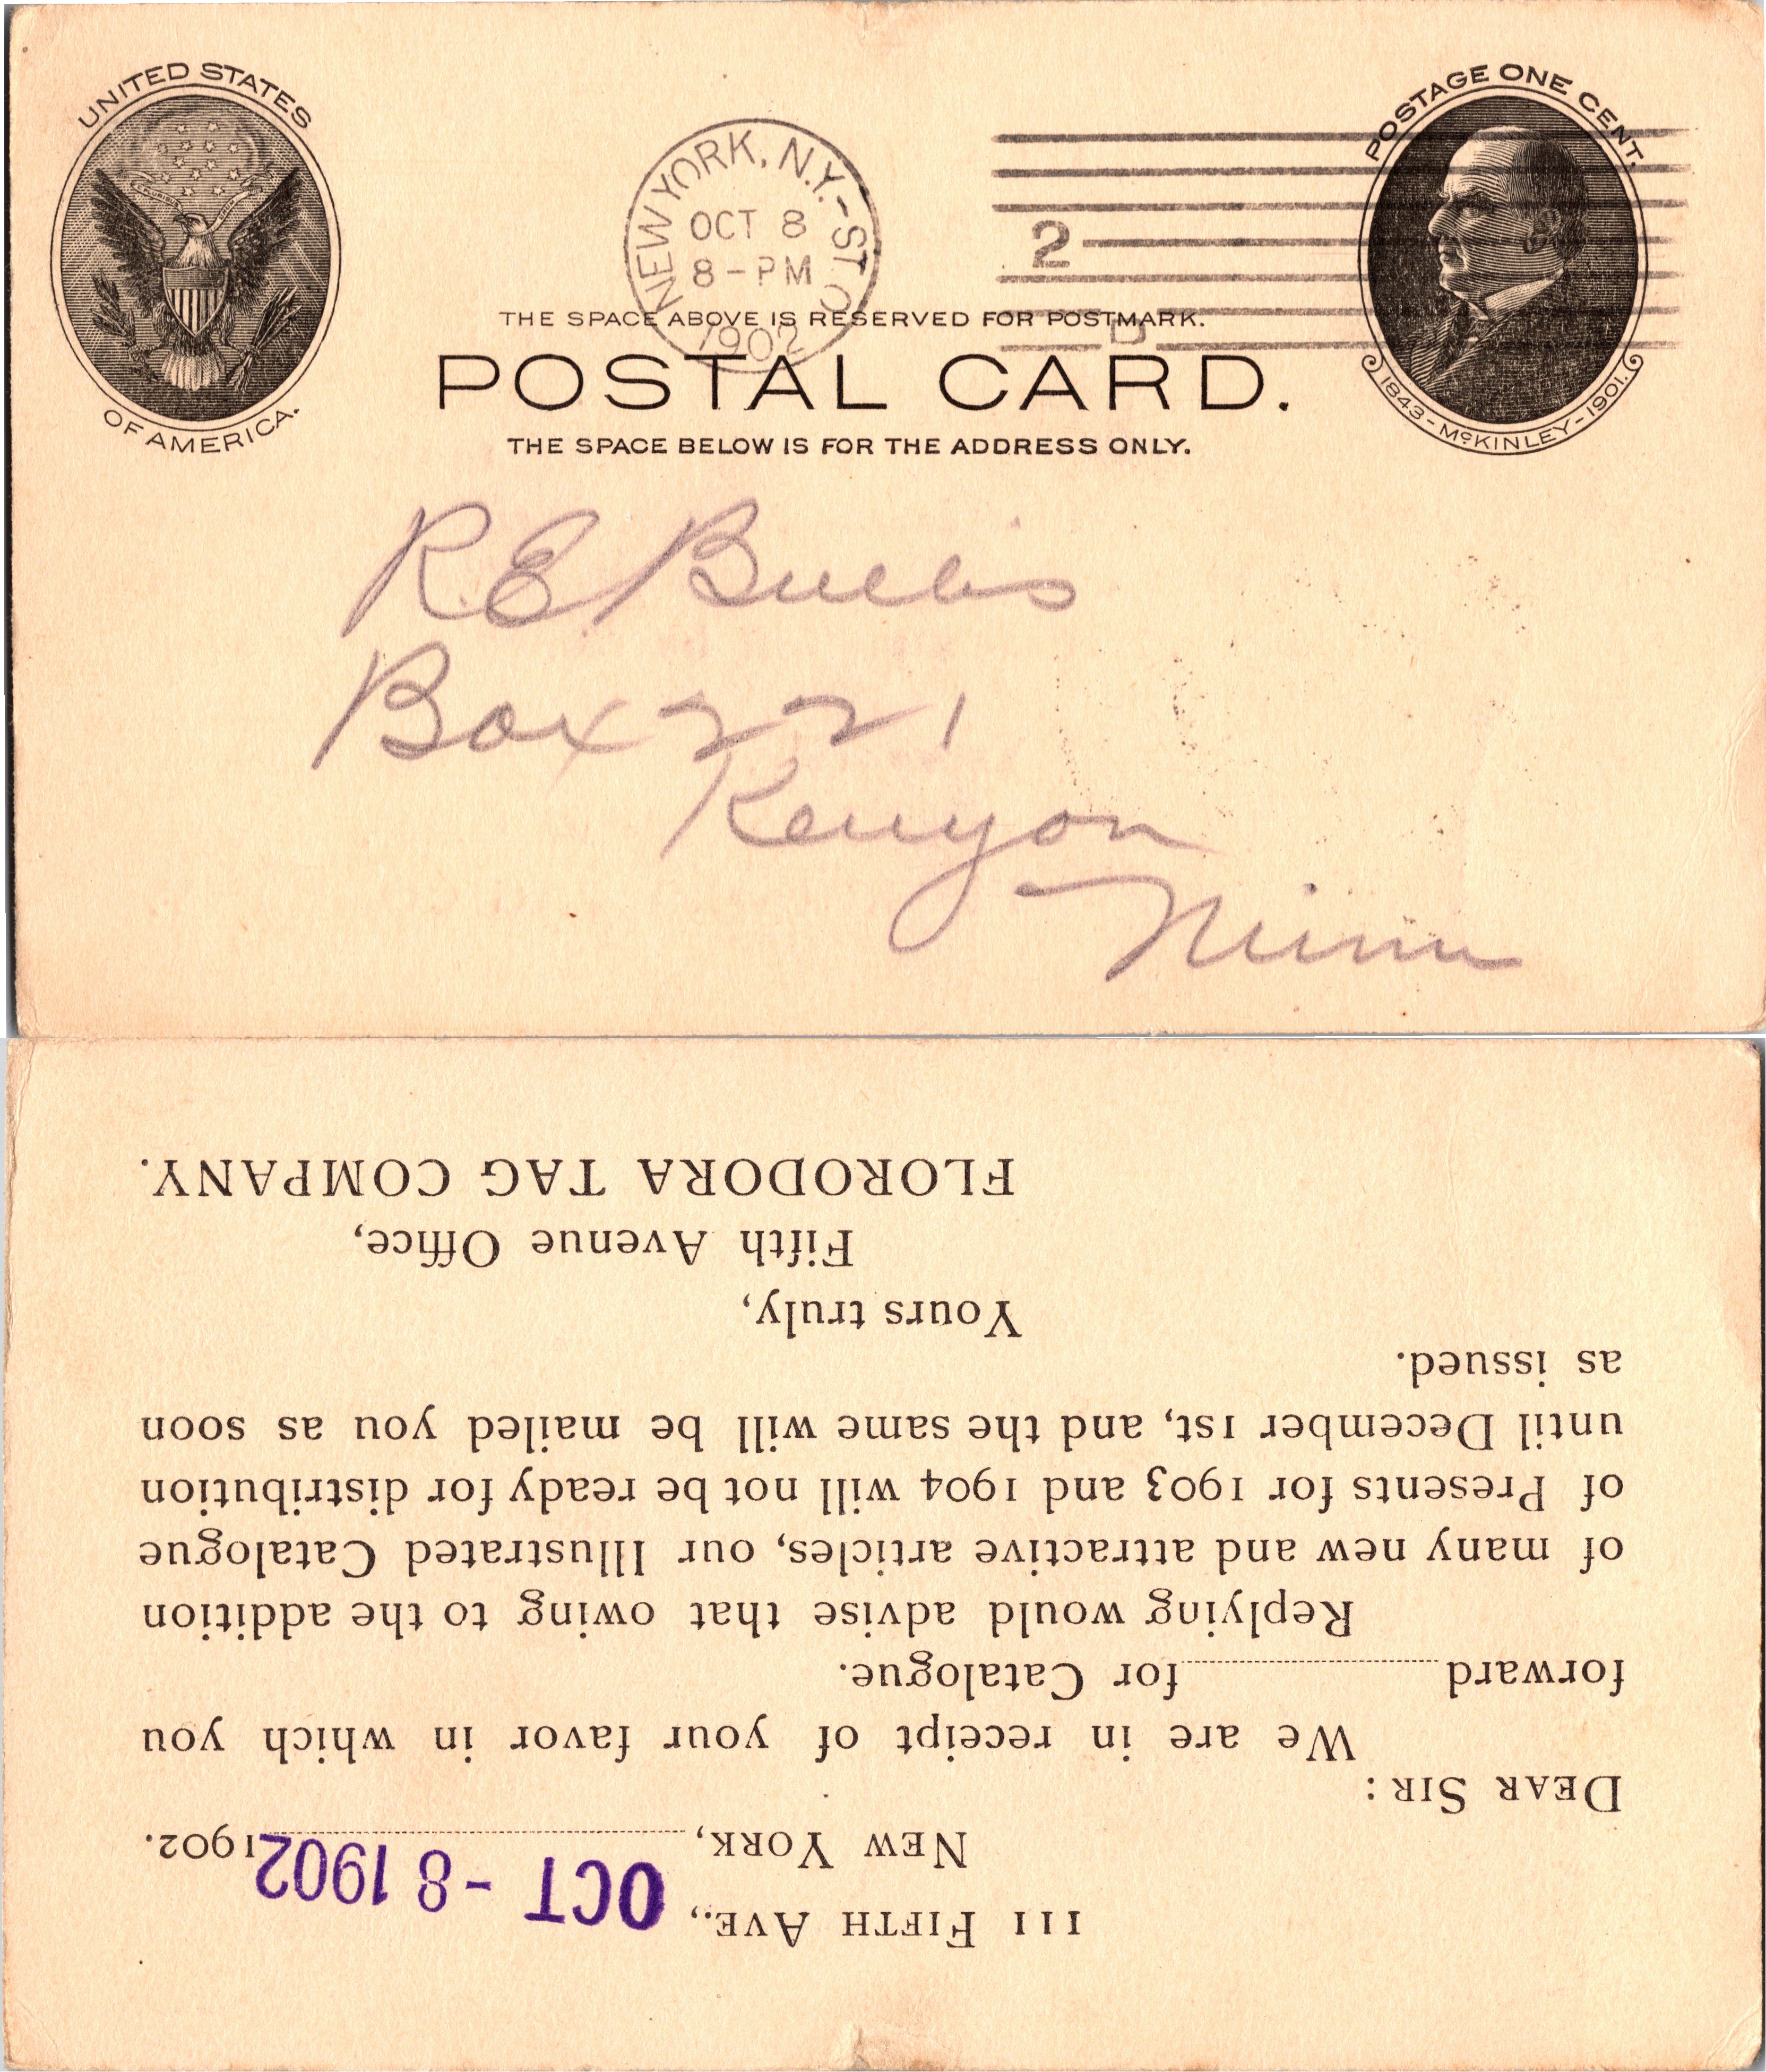 UNITED STATES
OF AMERICA.
NEW YORK, N.Y.-STA O
OCT 8
8-PM
1902
2
D
POSTAGE ONE CENT.
1843-McKINLEY-1901.
THE SPACE ABOVE IS RESERVED FOR POSTMARK.
POSTAL CARD.
THE SPACE BELOW IS FOR THE ADDRESS ONLY.
R.E. Buebis
Box 221
Kenyon
Minn
111 FIFTH AVE.,
NEW YORK, OCT - 8 1902 1902.
DEAR SIR:
We are in receipt of your favor in which you
forward for Catalogue.
Replying would advise that owing to the addition
of many new and attractive articles, our Illustrated Catalogue
of Presents for 1903 and 1904 will not be ready for distribution
until December 1st, and the same will be mailed you as soon
as issued.
Yours truly,
Fifth Avenue Office,
FLORODORA TAG COMPANY.